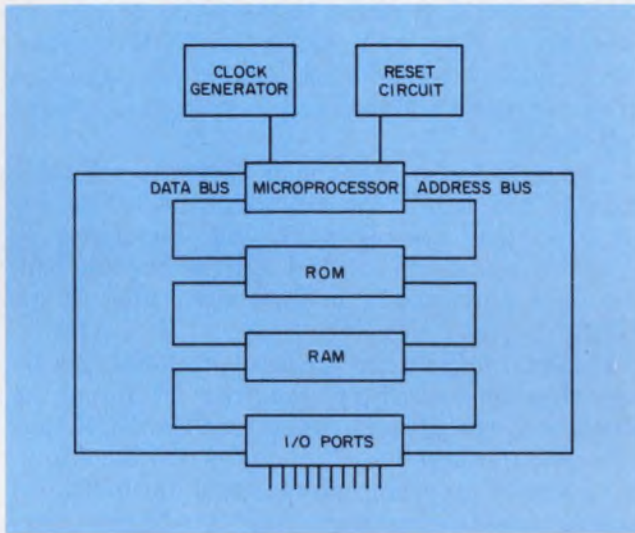 CLOCK
GENERATOR
RESET
CIRCUIT
DATA BUS
MICROPROCESSOR
ADDRESS BUS
ROM
RAM
I/O PORTS